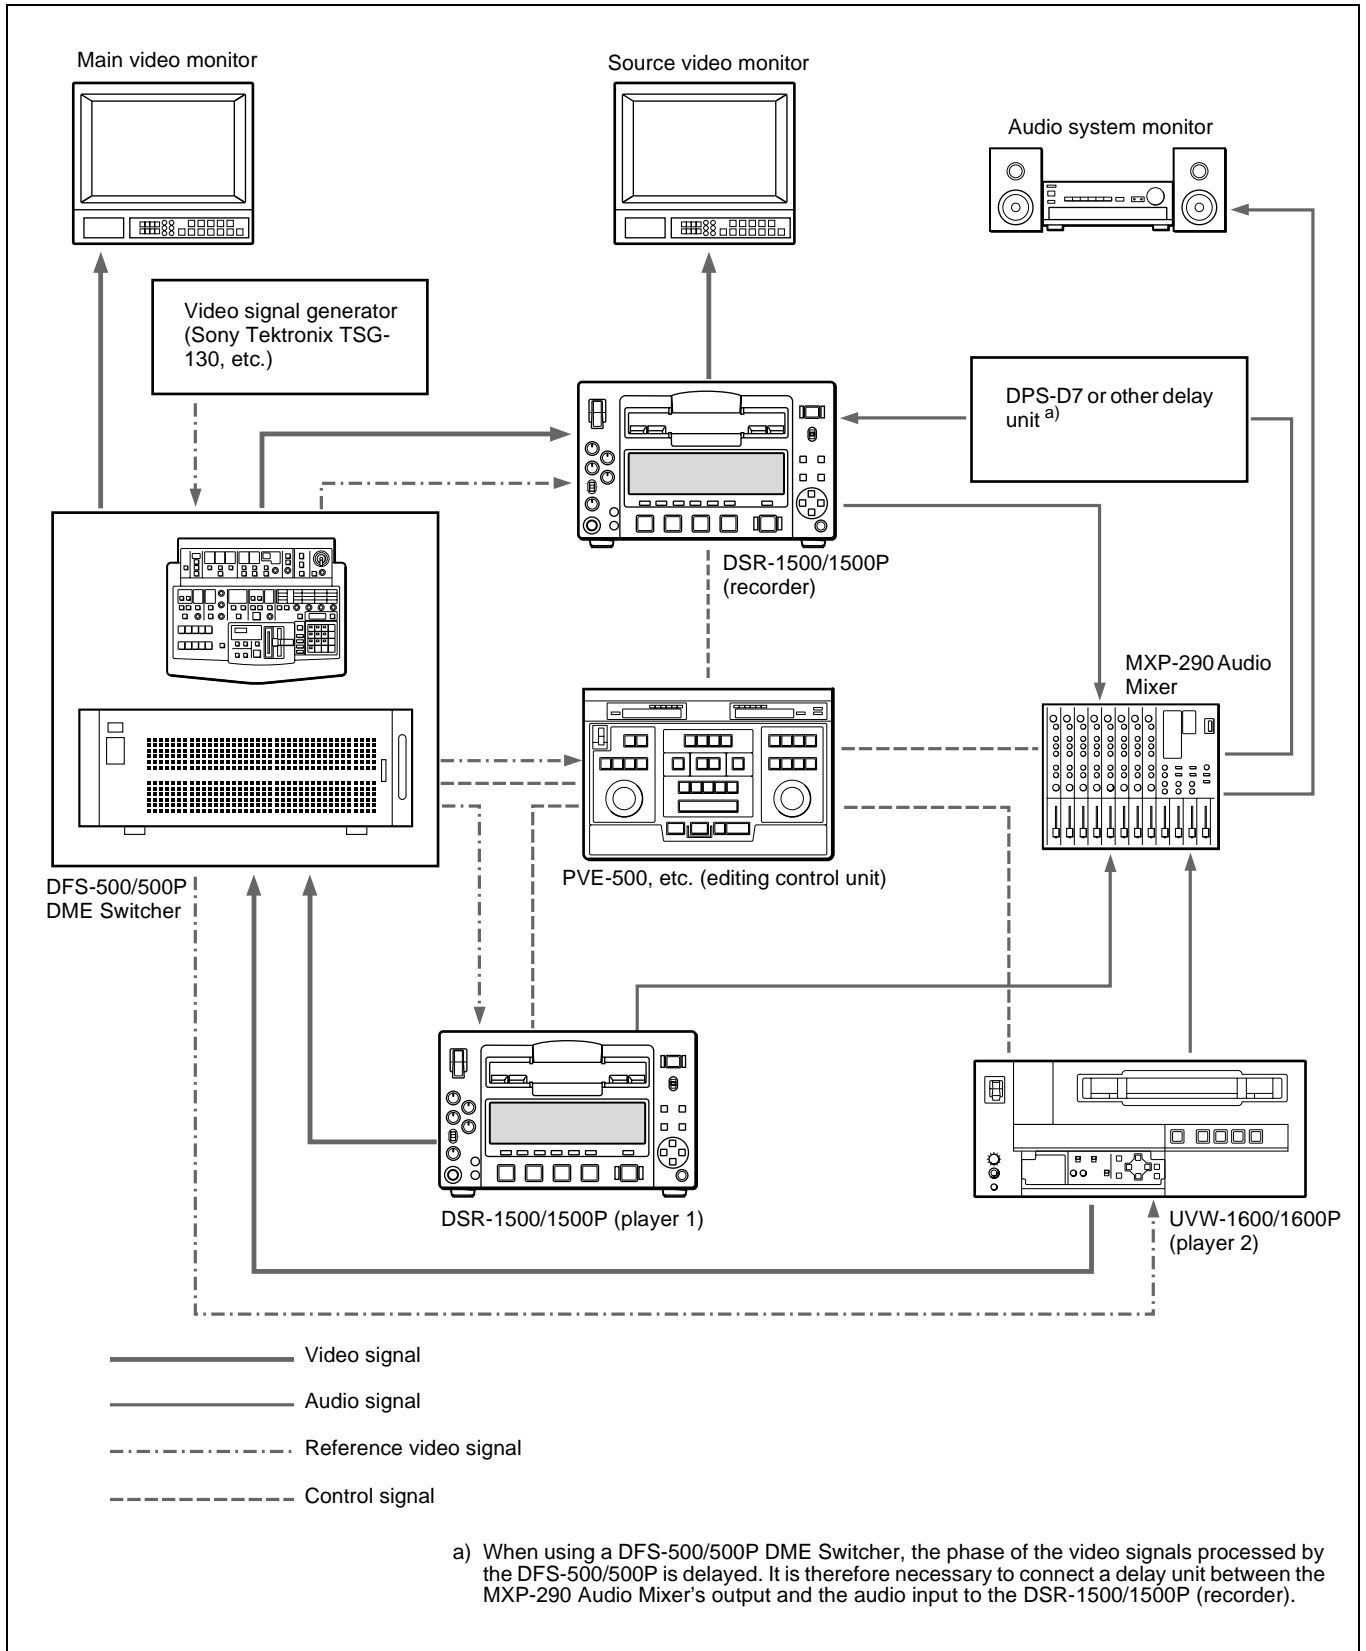 Main video monitor
Source video monitor
Audio system monitor
Video signal generator
(Sony Tektronix TSG-
130, etc.)
DPS-D7 or other delay
unit a)
DSR-1500/1500P
(recorder)
MXP-290 Audio
Mixer
PVE-500, etc. (editing control unit)
DFS-500/500P
DME Switcher
DSR-1500/1500P (player 1)
UVW-1600/1600P
(player 2)
Video signal
Audio signal
Reference video signal
Control signal
a) When using a DFS-500/500P DME Switcher, the phase of the video signals processed by
the DFS-500/500P is delayed. It is therefore necessary to connect a delay unit between the
MXP-290 Audio Mixer's output and the audio input to the DSR-1500/1500P (recorder).